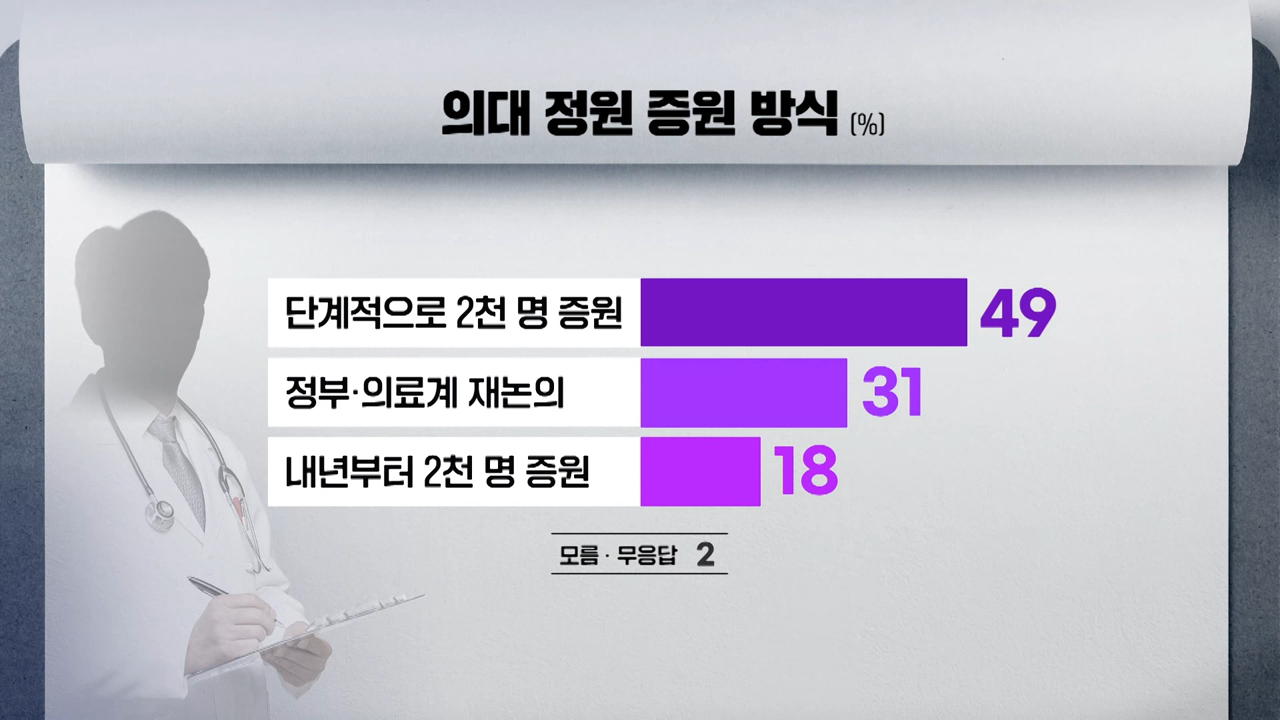 의대 정원 증원 방식 (%)
단계적으로 2천 명 증원 49
정부·의료계 재논의 31
내년부터 2천 명 증원 18
모름·무응답 2